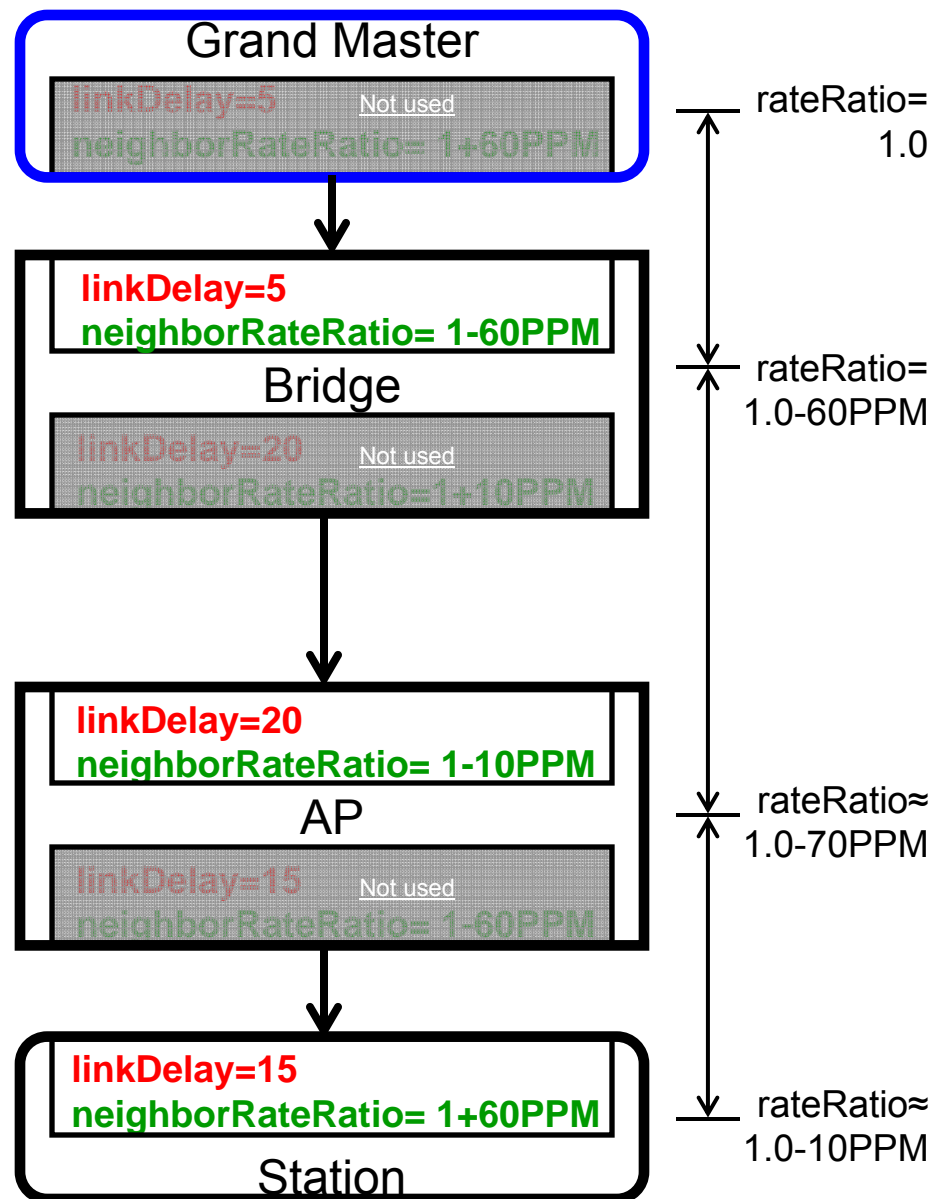 Grand Master
linkDelay=5
Not used
neighborRateRatio= 1+60PPM
rateRatio=
1.0
linkDelay=5
neighborRateRatio= 1-60PPM
Bridge
rateRatio=
1.0-60PPM
linkDelay=20
Not used
neighborRateRatio=1+10PPM
linkDelay=20
neighborRateRatio= 1-10PPM
AP
rateRatio≈
1.0-70PPM
linkDelay=15
Not used
neighborRateRatio= 1-60PPM
linkDelay=15
neighborRateRatio= 1+60PPM
Station
rateRatio≈
1.0-10PPM